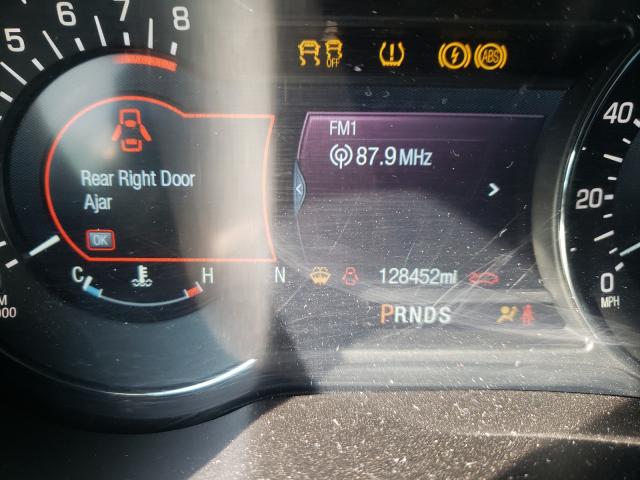 5 6 7 8
OFF
ABS
FM1
87.9 MHz
Rear Right Door
Ajar
OK
C H
N
128452mi
PRNDS
40
20
0
MPH